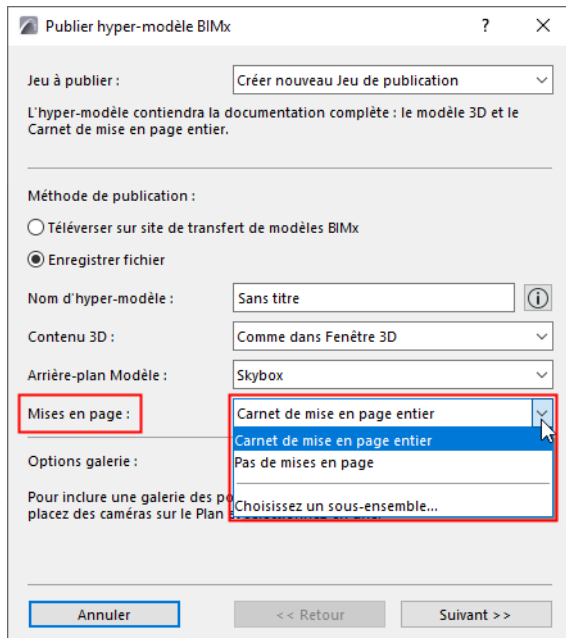 Publier hyper-modèle BIMx
Jeu à publier :
Créer nouveau Jeu de publication
L'hyper-modèle contiendra la documentation complète : le modèle 3D et le
Carnet de mise en page entier.
Méthode de publication :
Téléverser sur site de transfert de modèles BIMx
Enregistrer fichier
Nom d'hyper-modèle :
Sans titre
Contenu 3D :
Comme dans Fenêtre 3D
Arrière-plan Modèle :
Skybox
Mises en page :
Carnet de mise en page entier
Carnet de mise en page entier
Pas de mises en page
Choisissez un sous-ensemble...
Options galerie :
Pour inclure une galerie des
placez des caméras sur le Plan
Annuler
<< Retour
Suivant >>